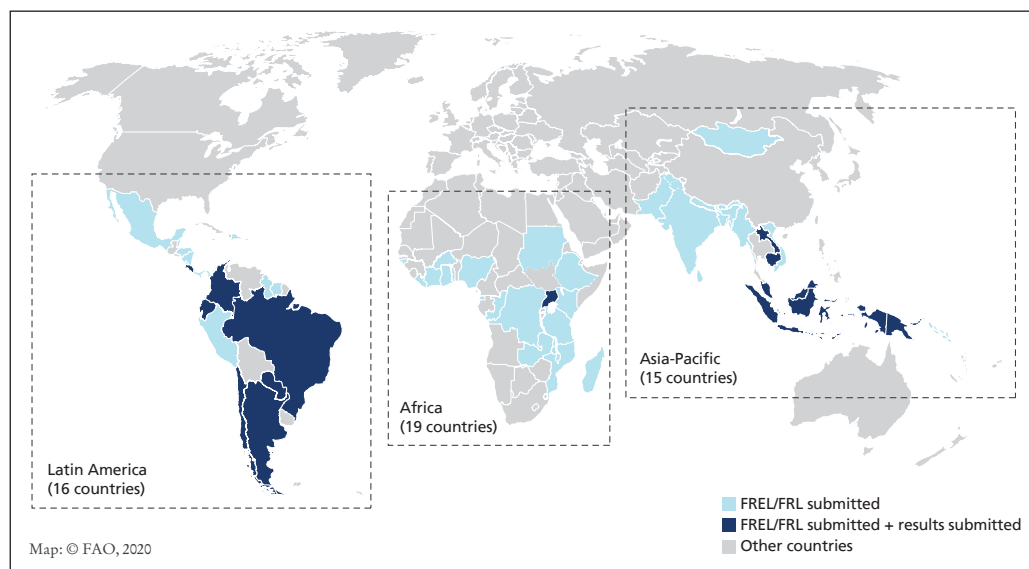 Asia-Pacific
(15 countries)
Africa
(19 countries)
Latin America
(16 countries)
FREL/FRL submitted
FREL/FRL submitted + results submitted
Other countries
Map: © FAO, 2020